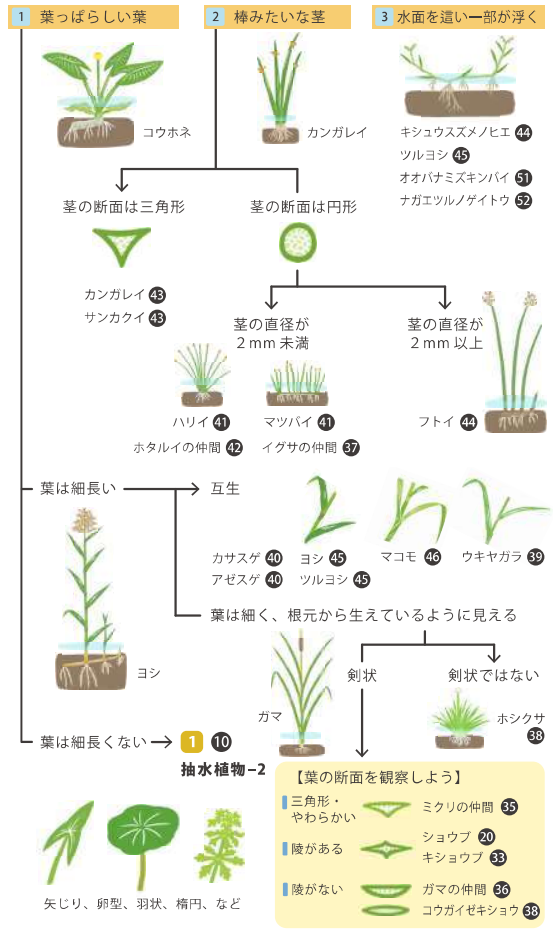 1 葉っぱらしい葉
2 棒みたいな茎
3 水面を這い一部が浮く
コウホネ
カンガレイ
キシュウスズメノヒエ 44
ツルヨシ 45
オオバナミズキンバイ 51
ナガエツルノゲイトウ 52
茎の断面は三角形
茎の断面は円形
カンガレイ 43
サンカクイ 43
茎の直径が
2mm未満
茎の直径が
2mm以上
ハリイ 41
マツバイ 41
フトイ 44
ホタルイの仲間 42
イグサの仲間 37
葉は細長い
互生
カサスゲ 40
ヨシ 45
マコモ 46
ウキヤガラ 39
アゼスゲ 40
ツルヨシ 45
葉は細く、根元から生えているように見える
ヨシ
ガマ
剣状
剣状ではない
ホシクサ
38
葉は細長くない
1 10
抽水植物−2
【葉の断面を観察しよう】
三角形・
やわらかい
ミクリの仲間 35
稜がある
ショウブ 20
キショウブ 33
稜がない
ガマの仲間 36
コウガイゼキショウ 38
矢じり、卵型、羽状、楕円、など